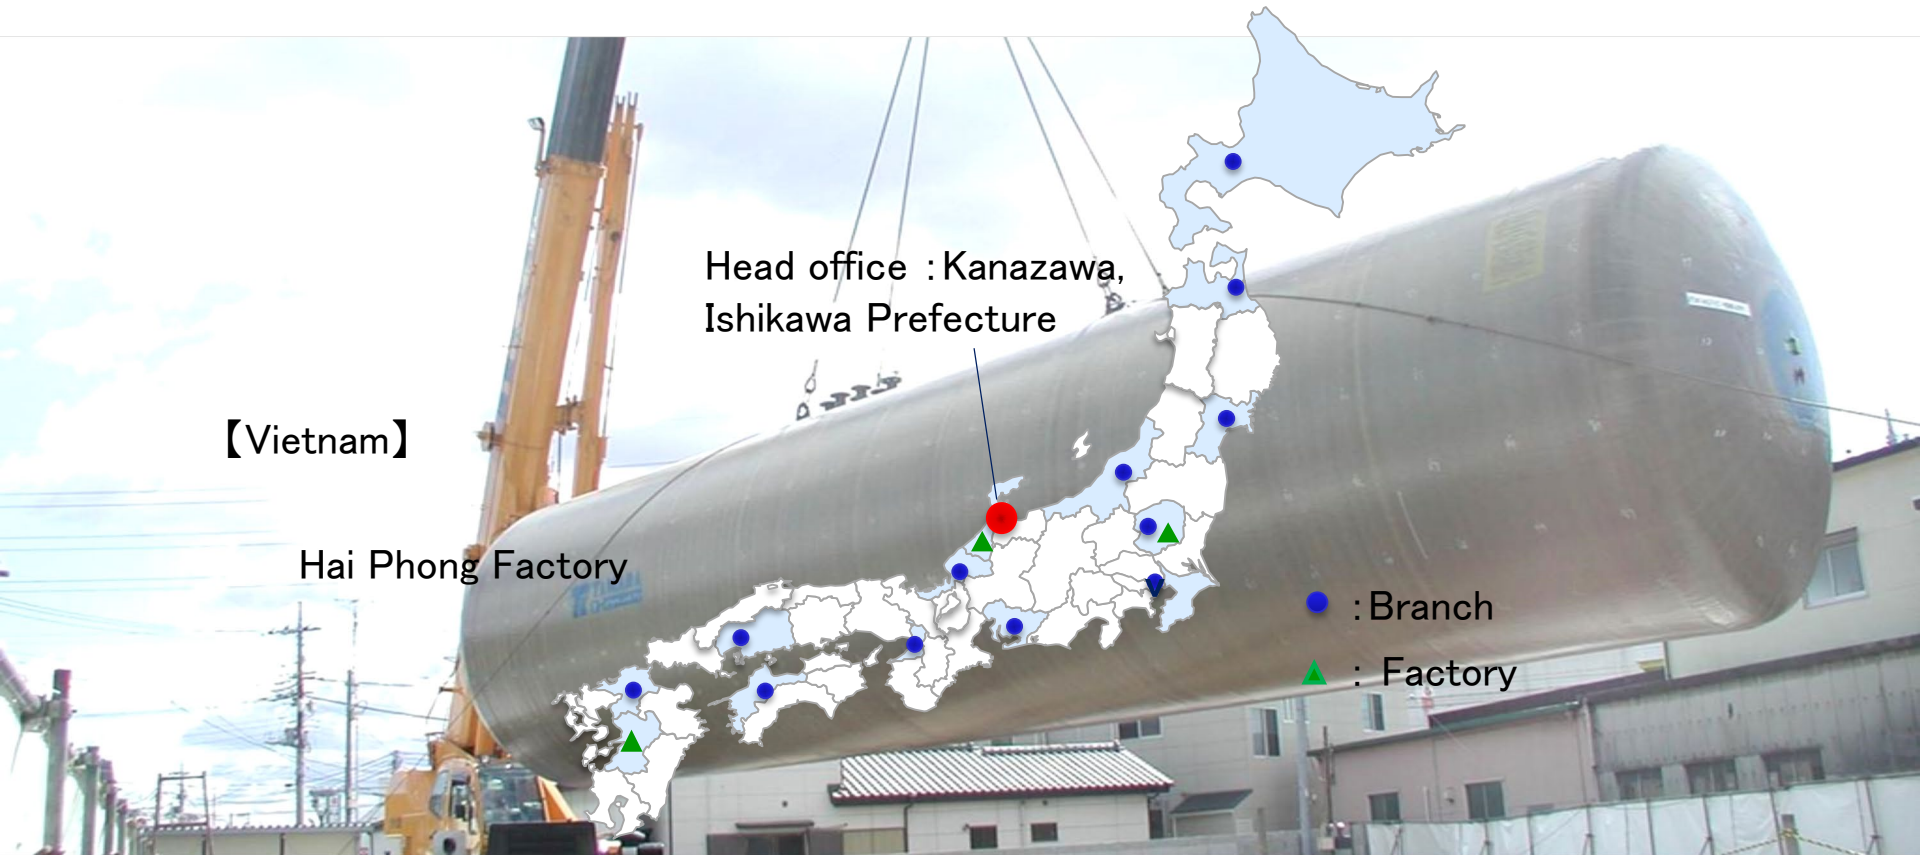 Head office :Kanazawa,
Ishikawa Prefecture
【Vietnam】
Hai Phong Factory
:Branch
: Factory